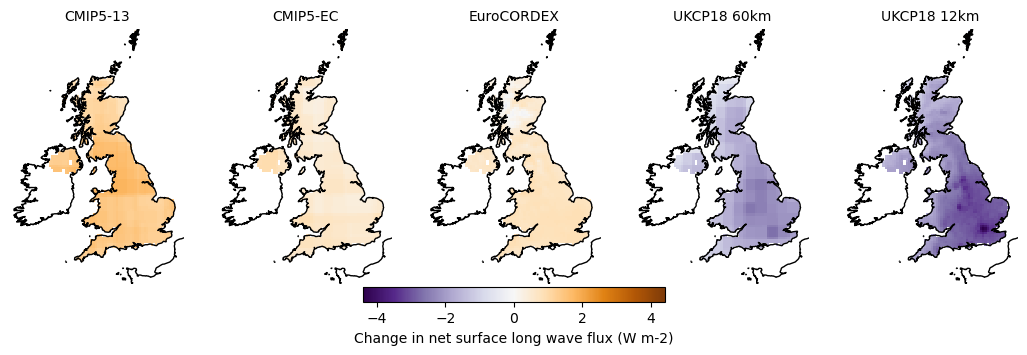 CMIP5-13 CMIP5-EC EuroCORDEX UKCP18 60km UKCP18 12km
−4 −2 0 2 4
Change in net surface long wave flux (W m-2)